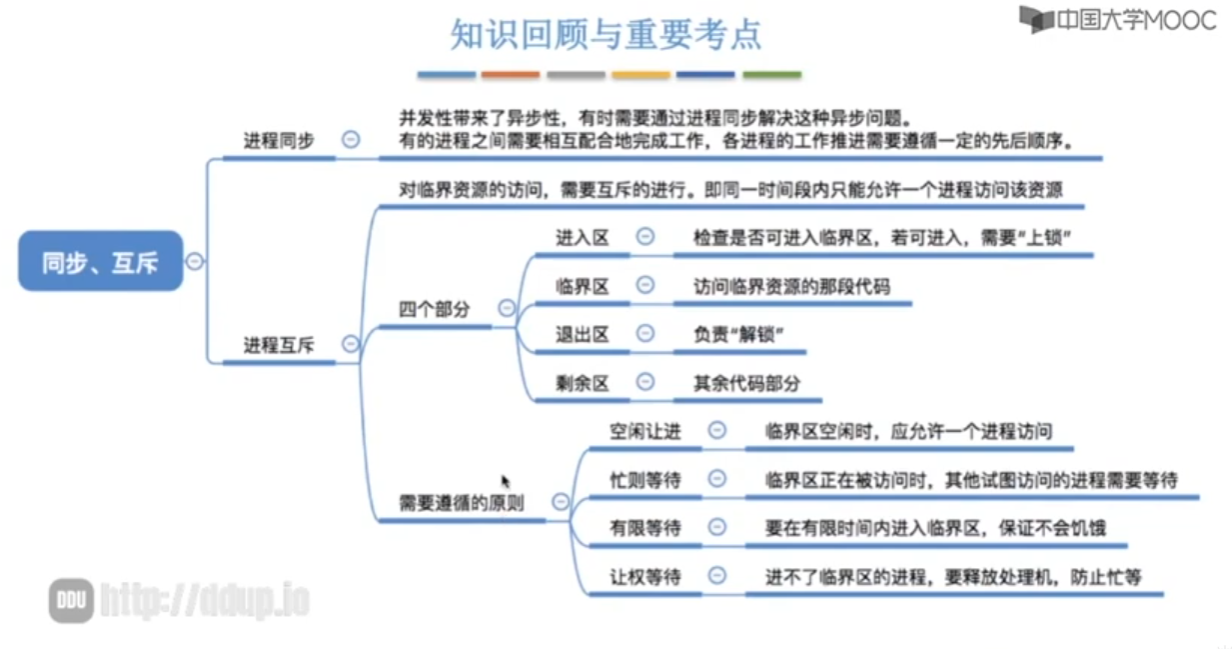 中国大学MOOC
知识回顾与重要考点
并发性带来了异步性，有时需要通过进程同步解决这种异步问题。
进程同步
有的进程之间需要相互配合地完成工作，各进程的工作推进需要遵循一定的先后顺序。
对临界资源的访问，需要互斥的进行。即同一时间段内只能允许一个进程访问该资源
进入区
检查是否可进入临界区，若可进入，需要“上锁”
同步、互斥
临界区
访问临界资源的那段代码
四个部分
退出区
负责“解锁”
进程互斥
剩余区
其余代码部分
空闲让进
临界区空闲时，应允许一个进程访问
忙则等待
临界区正在被访问时，其他试图访问的进程需要等待
需要遵循的原则
有限等待
要在有限时间内进入临界区，保证不会饥饿
让权等待
进不了临界区的进程，要释放处理机，防止忙等
DDU http://ddup.io